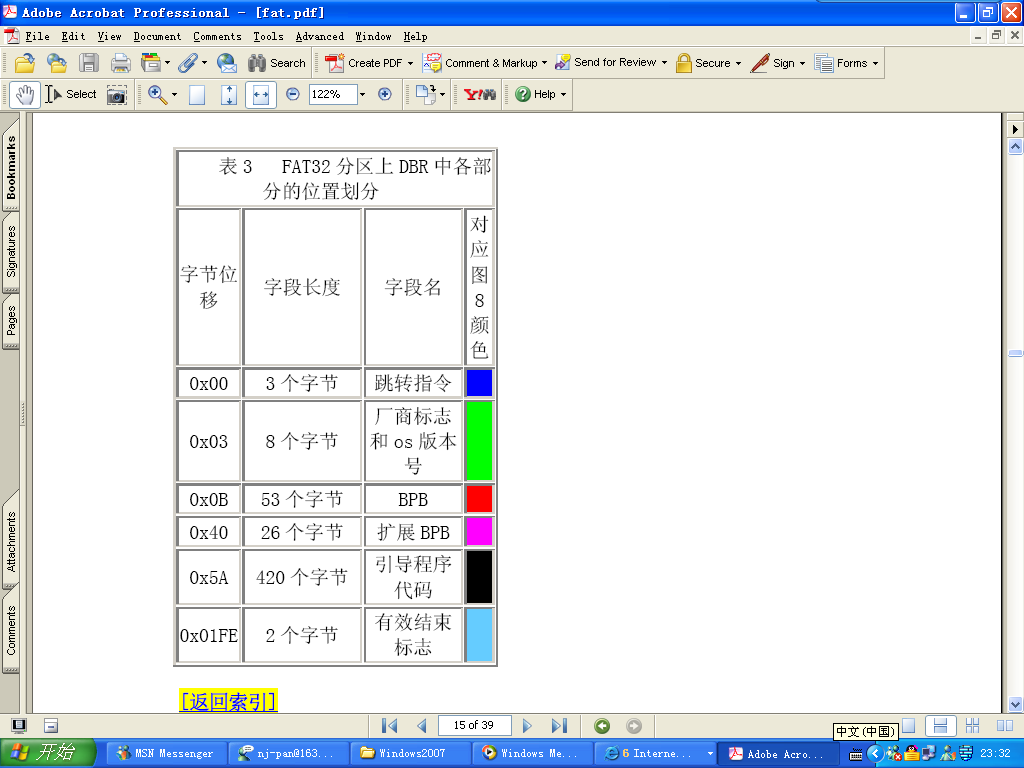 Adobe Acrobat Professional - [fat.pdf]
File Edit View Document Comments Tools Advanced Window Help
Search Create PDF Comment & Markup Send for Review Secure Sign Forms
Select 122% Y! Help
Bookmarks
Signatures
Pages
Attachments
Comments
表 3 FAT32 分区上 DBR 中各部
分的位置划分
字节位
移
字段长度
字段名
对
应
图
8
颜
色
0x00 3 个字节 跳转指令
0x03 8 个字节
厂商标志
和 os 版本
号
0x0B 53 个字节 BPB
0x40 26 个字节 扩展 BPB
0x5A 420 个字节
引导程序
代码
0x01FE 2 个字节
有效结束
标志
[返回索引]
15 of 39
中文(中国)
开始 MSN Messenger nj-pan@163... Windows2007 Windows Me... 6 Interne... Adobe Acro... 23:32